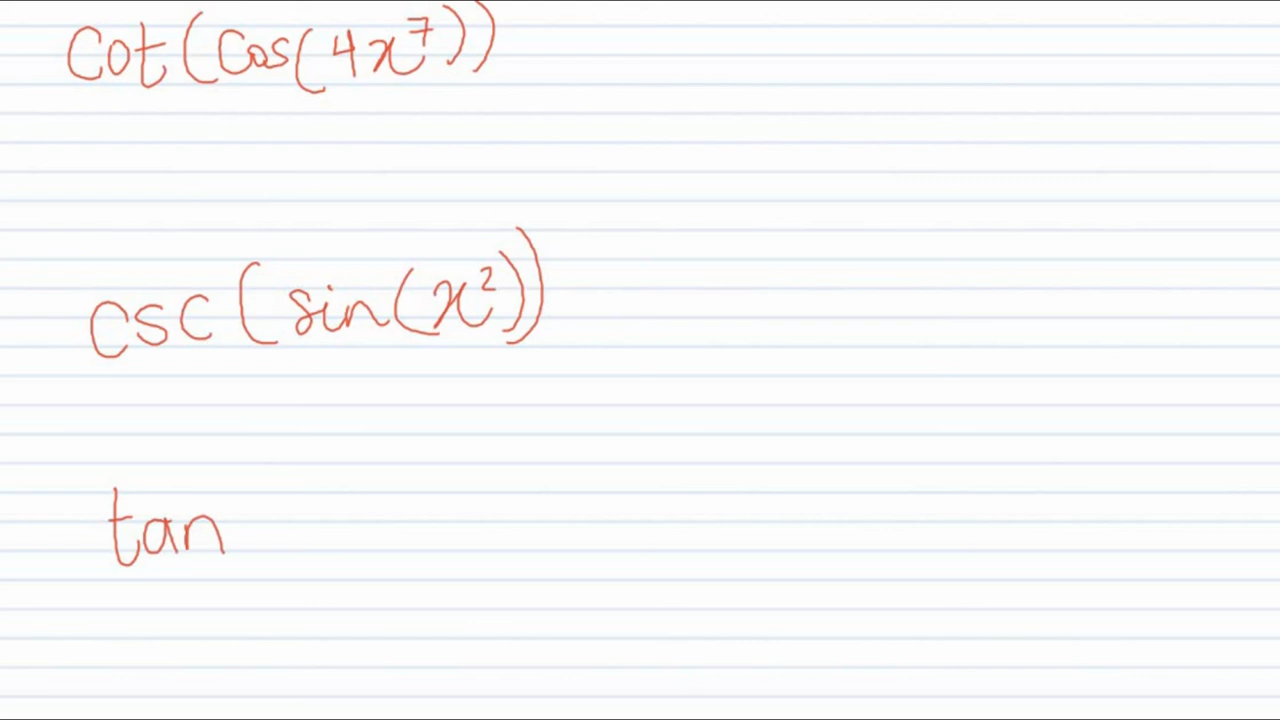 Cot(Cos(4x⁷))
csc(sin(x²))
tan